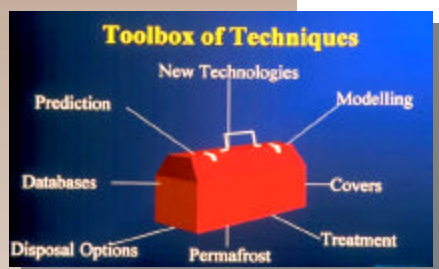 Toolbox of Techniques
New Technologies
Prediction
Modelling
Databases
Covers
Disposal Options
Permafrost
Treatment